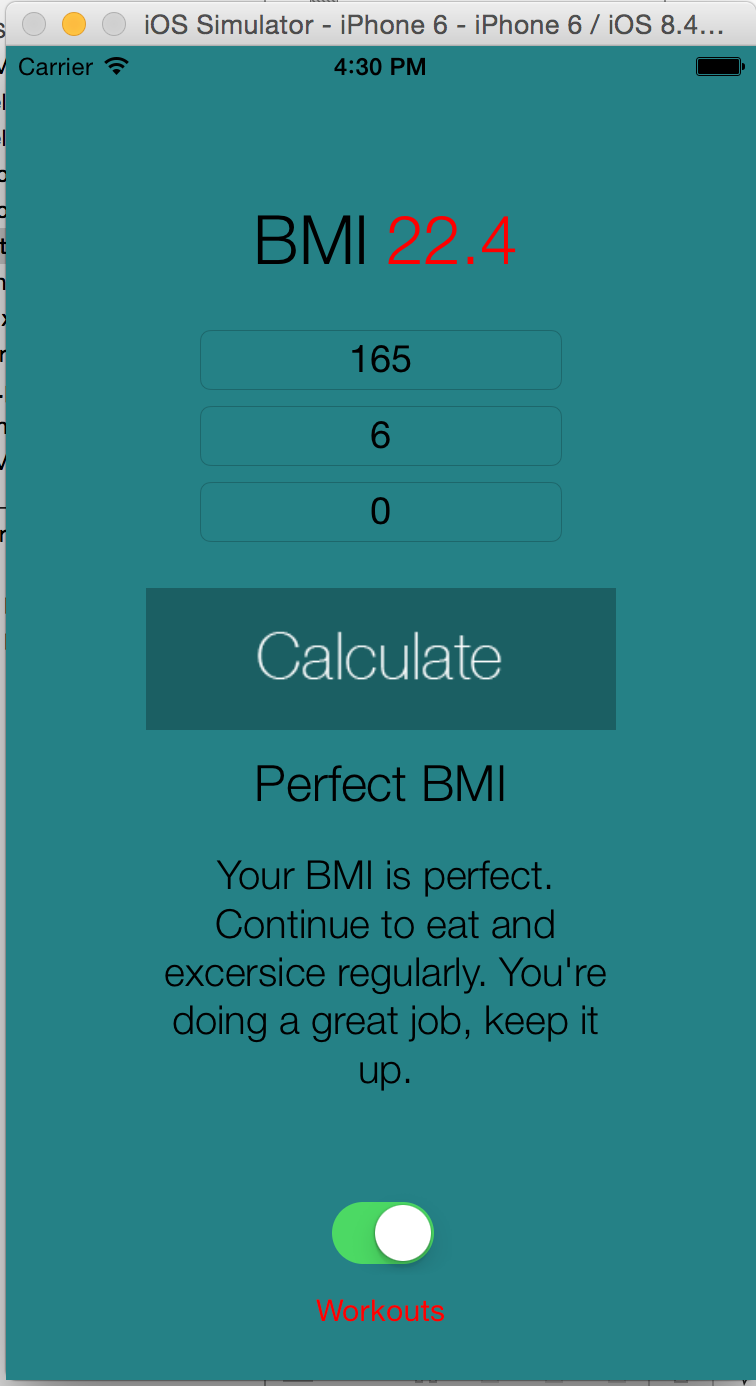 iOS Simulator - iPhone 6 - iPhone 6 / iOS 8.4...
Carrier 4:30 PM
BMI 22.4
165
6
0
Calculate
Perfect BMI
Your BMI is perfect.
Continue to eat and
excersice regularly. You're
doing a great job, keep it
up.
Workouts